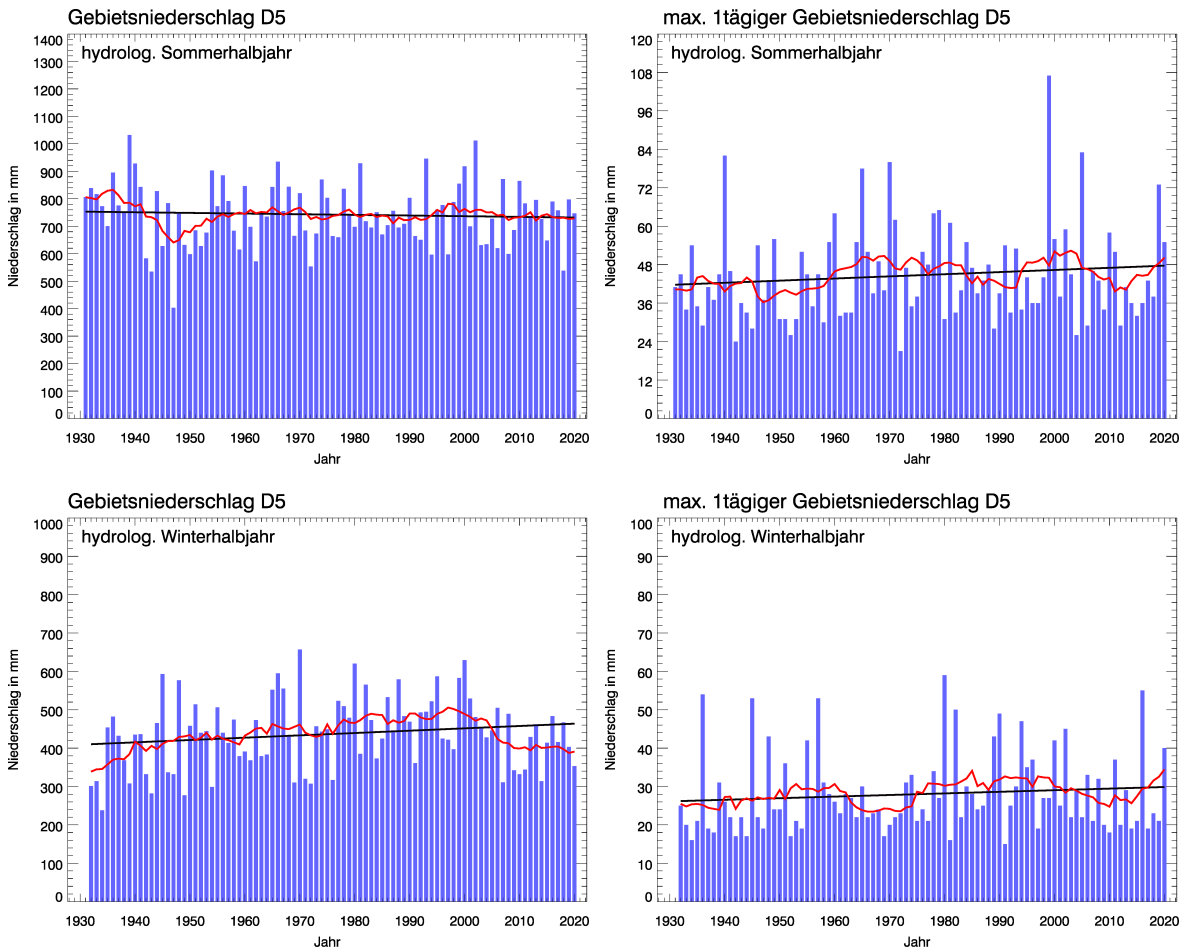 Gebietsniederschlag D5
hydrolog. Sommerhalbjahr
Niederschlag in mm
1400
1300
1200
1100
1000
900
800
700
600
500
400
300
200
100
0
1930 1940 1950 1960 1970 1980 1990 2000 2010 2020
Jahr
max. 1tägiger Gebietsniederschlag D5
hydrolog. Sommerhalbjahr
Niederschlag in mm
120
108
96
84
72
60
48
36
24
12
0
1930 1940 1950 1960 1970 1980 1990 2000 2010 2020
Jahr
Gebietsniederschlag D5
hydrolog. Winterhalbjahr
Niederschlag in mm
1000
900
800
700
600
500
400
300
200
100
0
1930 1940 1950 1960 1970 1980 1990 2000 2010 2020
Jahr
max. 1tägiger Gebietsniederschlag D5
hydrolog. Winterhalbjahr
Niederschlag in mm
100
90
80
70
60
50
40
30
20
10
0
1930 1940 1950 1960 1970 1980 1990 2000 2010 2020
Jahr